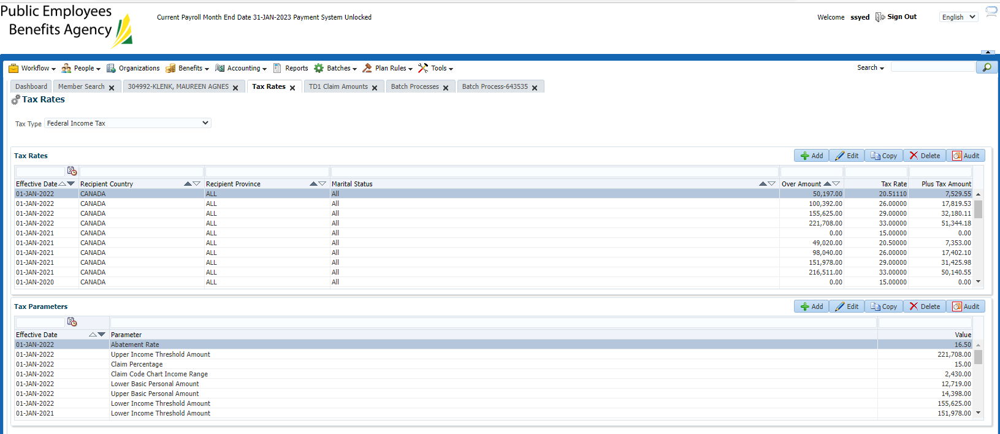 Public Employees
Benefits Agency
Current Payroll Month End Date 31-JAN-2023 Payment System Unlocked
Welcome ssyed Sign Out English
Workflow People Organizations Benefits Accounting Reports Batches Plan Rules Tools Search
Dashboard Member Search 304992-KLENK, MAUREEN AGNES Tax Rates TD1 Claim Amounts Batch Processes Batch Process-643535
Tax Rates
Tax Type Federal Income Tax
Tax Rates Add Edit Copy Delete Audit
Effective Date Recipient Country Recipient Province Marital Status Over Amount Tax Rate Plus Tax Amount
01-JAN-2022 CANADA ALL All 50,197.00 20.51110 7,529.55
01-JAN-2022 CANADA ALL All 100,392.00 26.00000 17,819.53
01-JAN-2022 CANADA ALL All 155,625.00 29.00000 32,180.11
01-JAN-2022 CANADA ALL All 221,708.00 33.00000 51,344.18
01-JAN-2021 CANADA ALL All 0.00 15.00000 0.00
01-JAN-2021 CANADA ALL All 49,020.00 20.50000 7,353.00
01-JAN-2021 CANADA ALL All 98,040.00 26.00000 17,402.10
01-JAN-2021 CANADA ALL All 151,978.00 29.00000 31,425.98
01-JAN-2021 CANADA ALL All 216,511.00 33.00000 50,140.55
01-JAN-2020 CANADA ALL All 0.00 15.00000 0.00
Tax Parameters Add Edit Copy Delete Audit
Effective Date Parameter Value
01-JAN-2022 Abatement Rate 16.50
01-JAN-2022 Upper Income Threshold Amount 221,708.00
01-JAN-2022 Claim Percentage 15.00
01-JAN-2022 Claim Code Chart Income Range 2,430.00
01-JAN-2022 Lower Basic Personal Amount 12,719.00
01-JAN-2022 Upper Basic Personal Amount 14,398.00
01-JAN-2022 Lower Income Threshold Amount 155,625.00
01-JAN-2021 Lower Income Threshold Amount 151,978.00